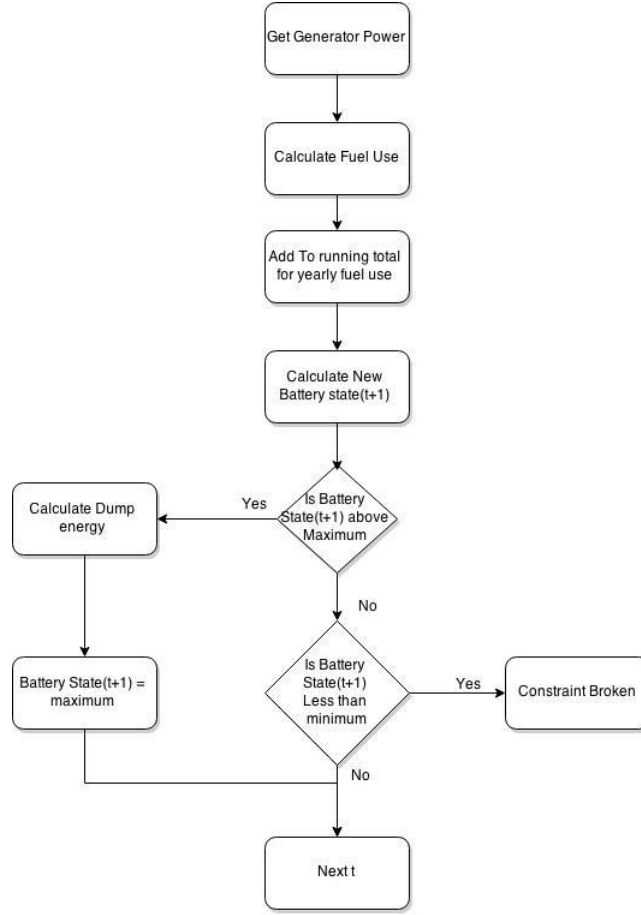 Get Generator Power
Calculate Fuel Use
Add To running total
for yearly fuel use
Calculate New
Battery state(t+1)
Is Battery
State(t+1) above
Maximum
Yes
Calculate Dump
energy
No
Battery State(t+1) =
maximum
Is Battery
State(t+1)
Less than
minimum
Yes
Constraint Broken
No
Next t